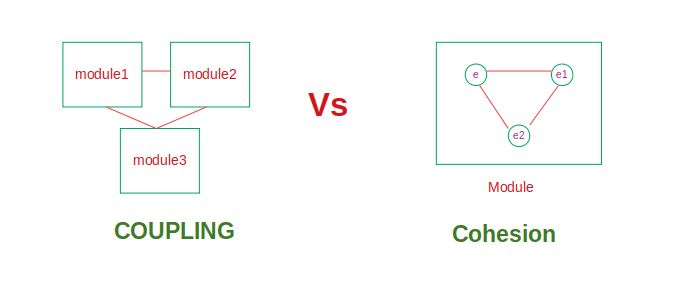 module1
module2
module3
COUPLING
Vs
e
e1
e2
Module
Cohesion